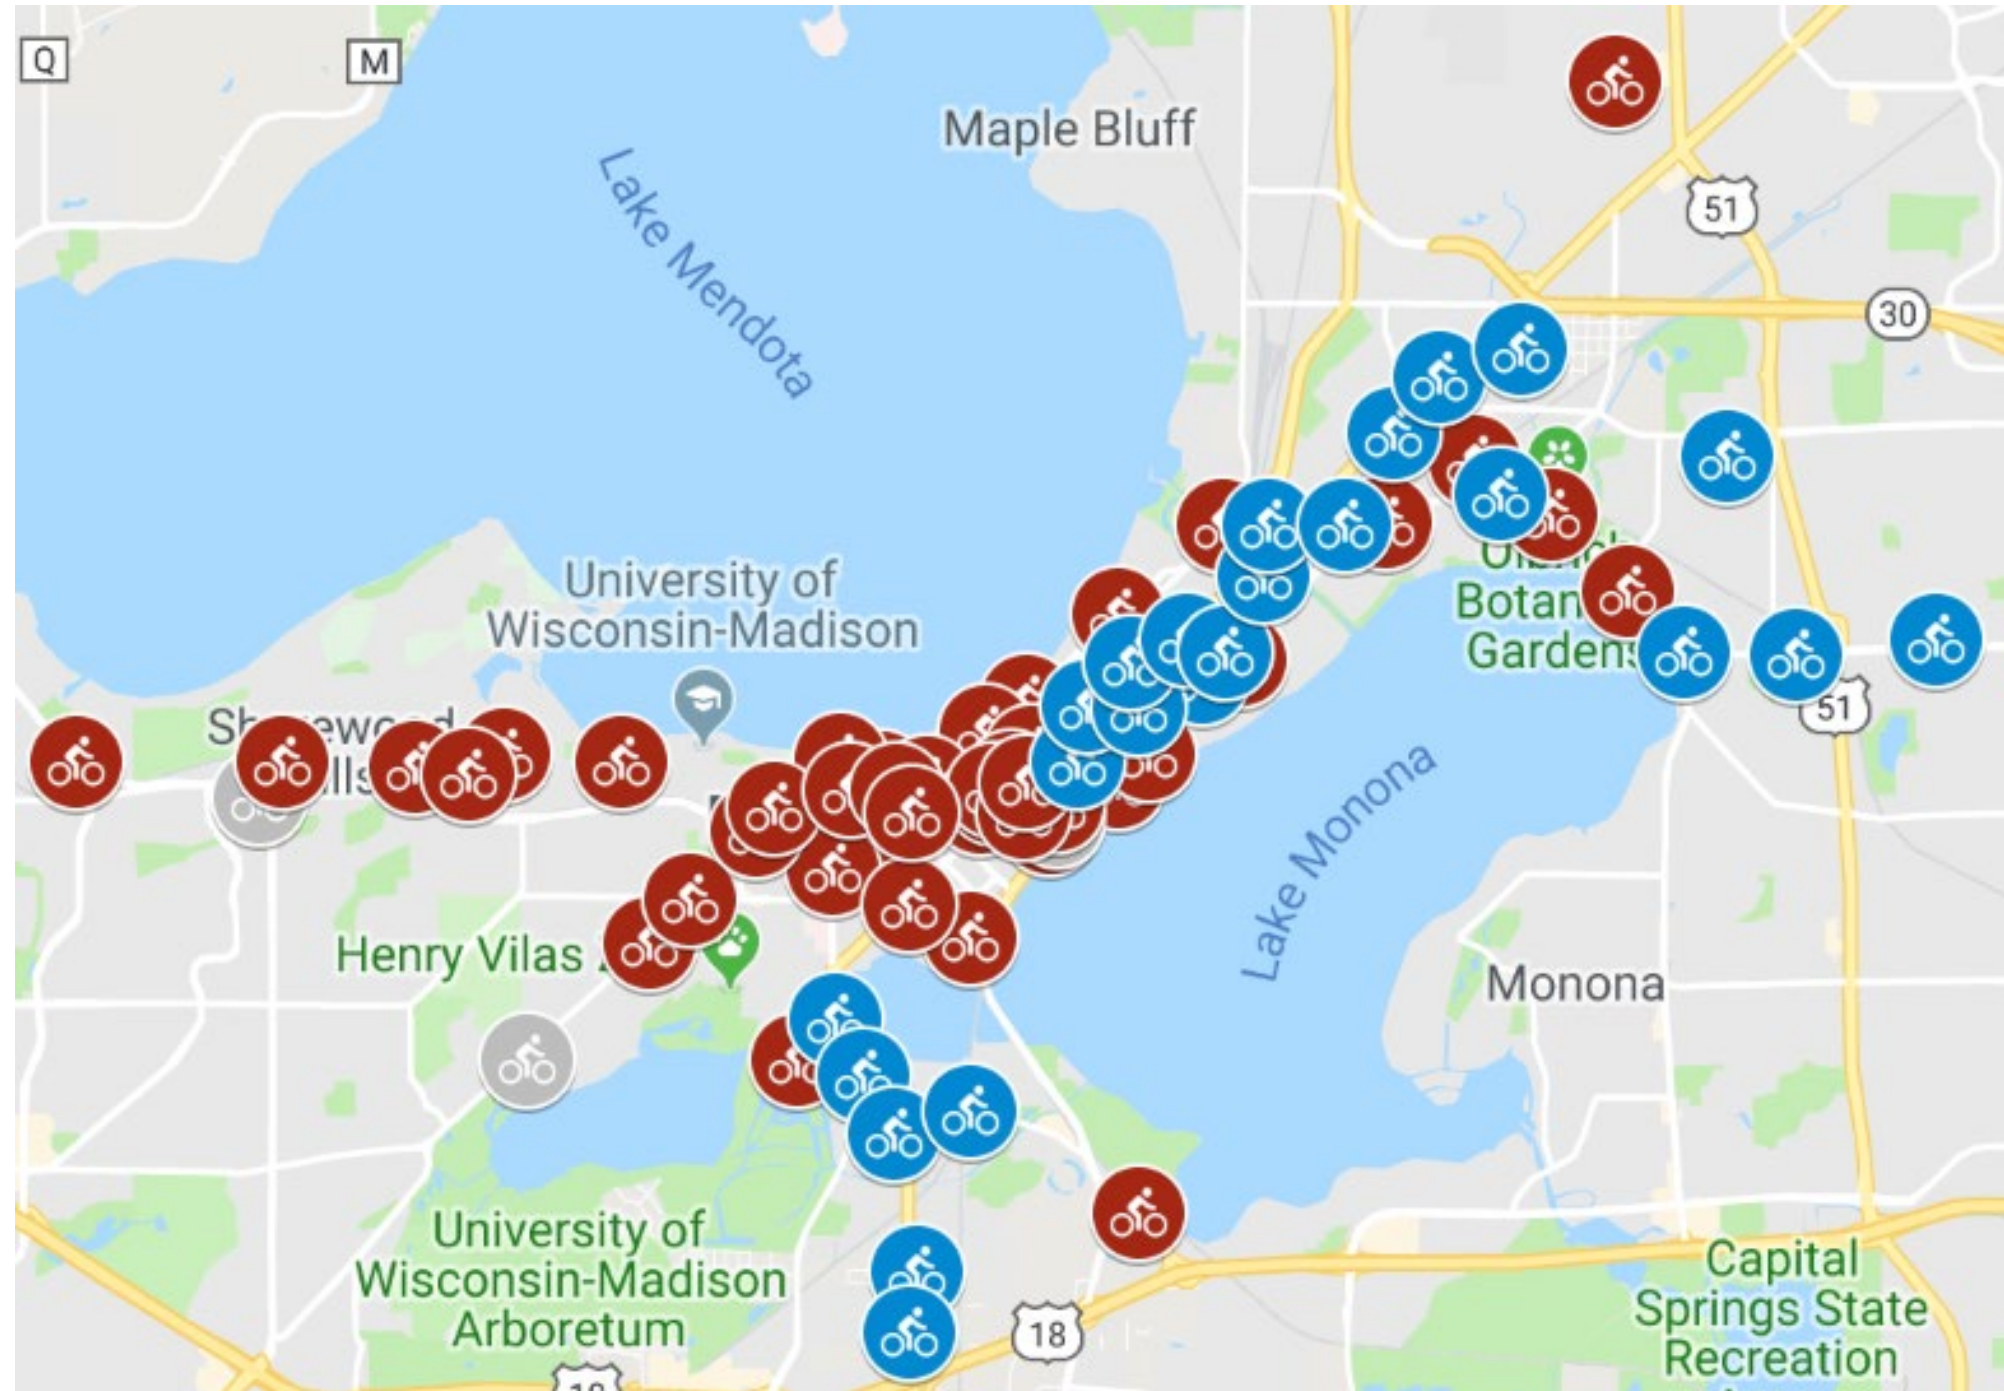 Q
M
Maple Bluff
51
Lake Mendota
30
University of
Wisconsin-Madison
Botan
Gardens
51
Lake Monona
Henry Vilas
Monona
University of
Wisconsin-Madison
Arboretum
18
Capital
Springs State
Recreation